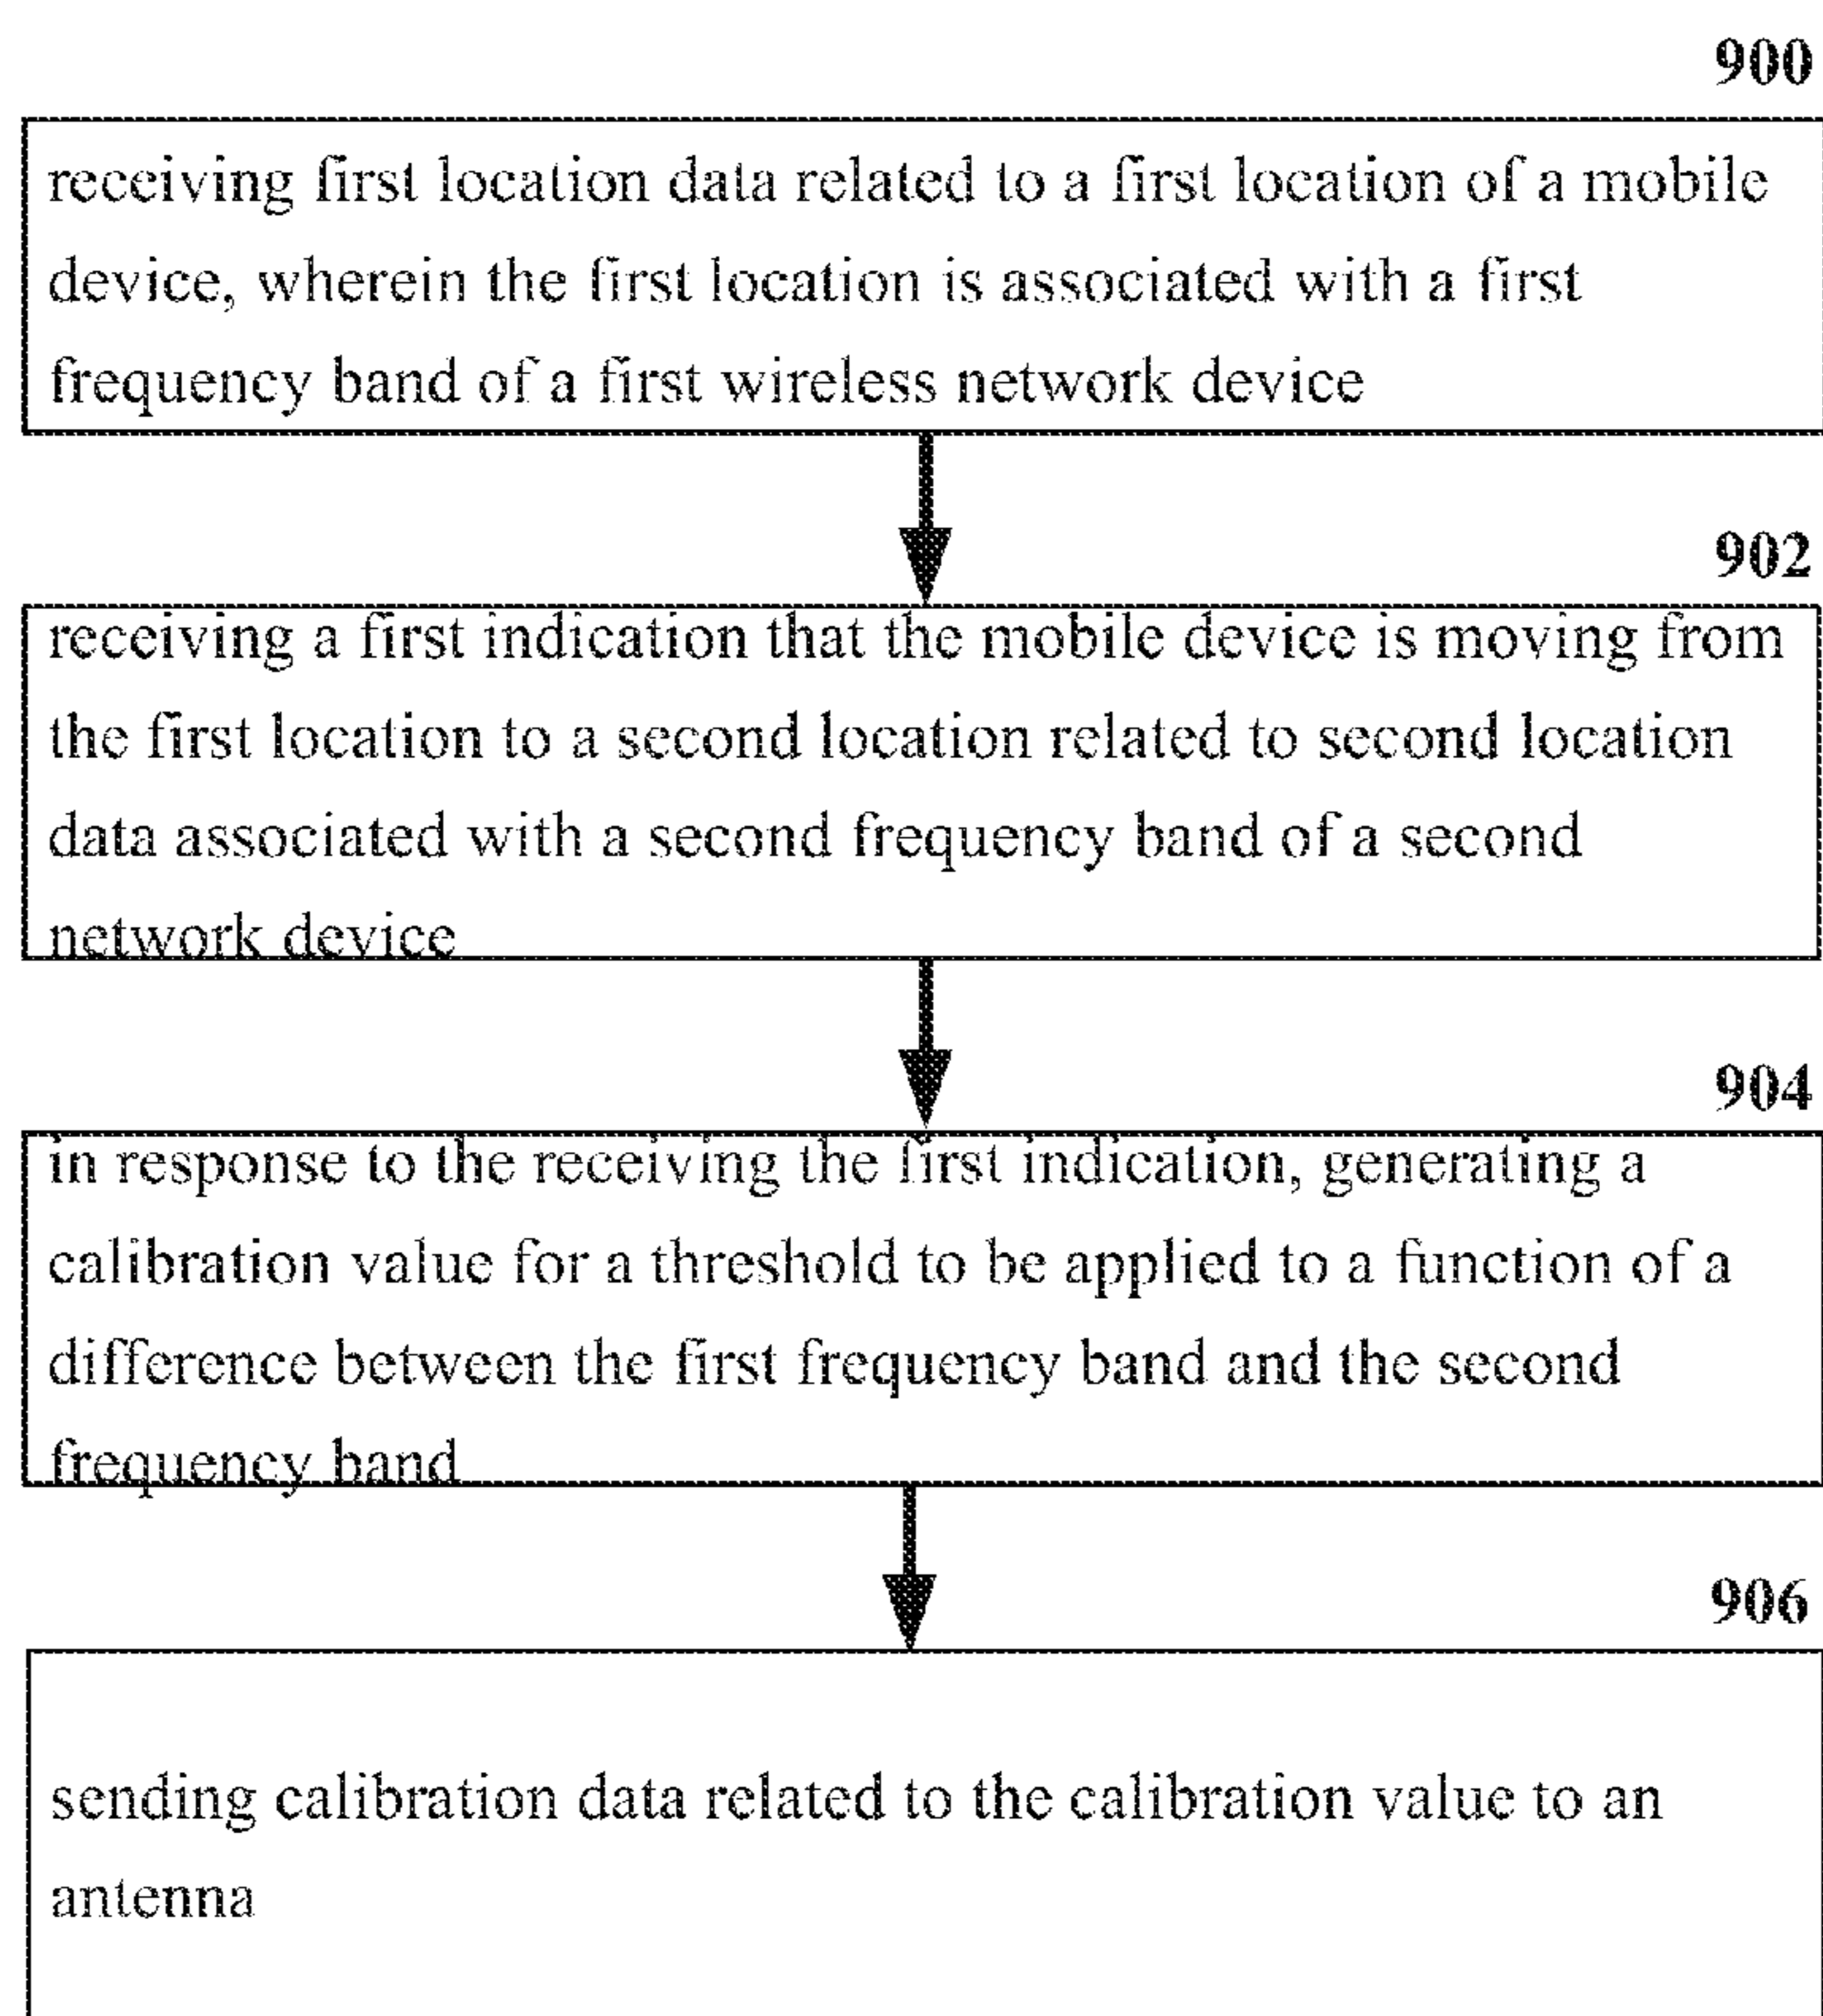 900
receiving first location data related to a first location of a mobile
device, wherein the first location is associated with a first
frequency band of a first wireless network device
902
receiving a first indication that the mobile device is moving from
the first location to a second location related to second location
data associated with a second frequency band of a second
network device
904
in response to the receiving the first indication, generating a
calibration value for a threshold to be applied to a function of a
difference between the first frequency band and the second
frequency band
906
sending calibration data related to the calibration value to an
antenna